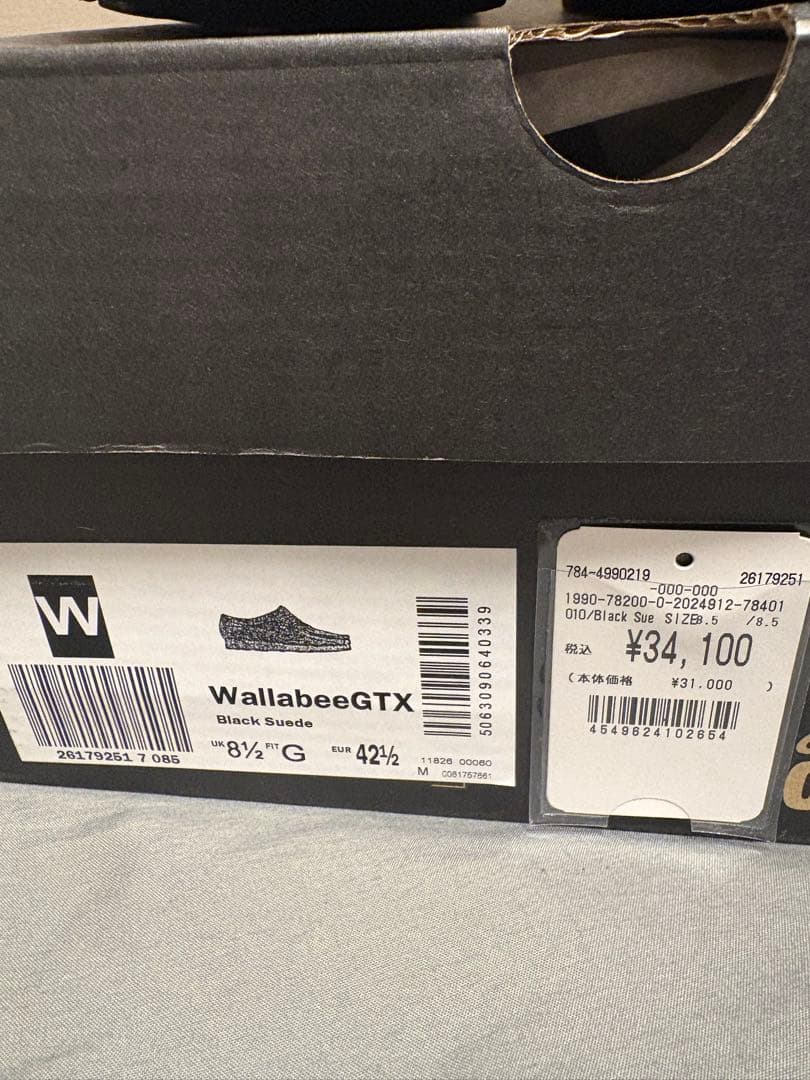 W
26179251 7 085
WallabeeGTX
Black Suede
UK 8½ FIT G EUR 42½
5063090640339
11826 00060
M 0061757661
784-4990219 26179251
-000-000
1990-78200-0-2024912-78401
010/Black Sue SIZE8.5 /8.5
税込 ¥34,100
(本体価格 ¥31.000 )
4549624102654